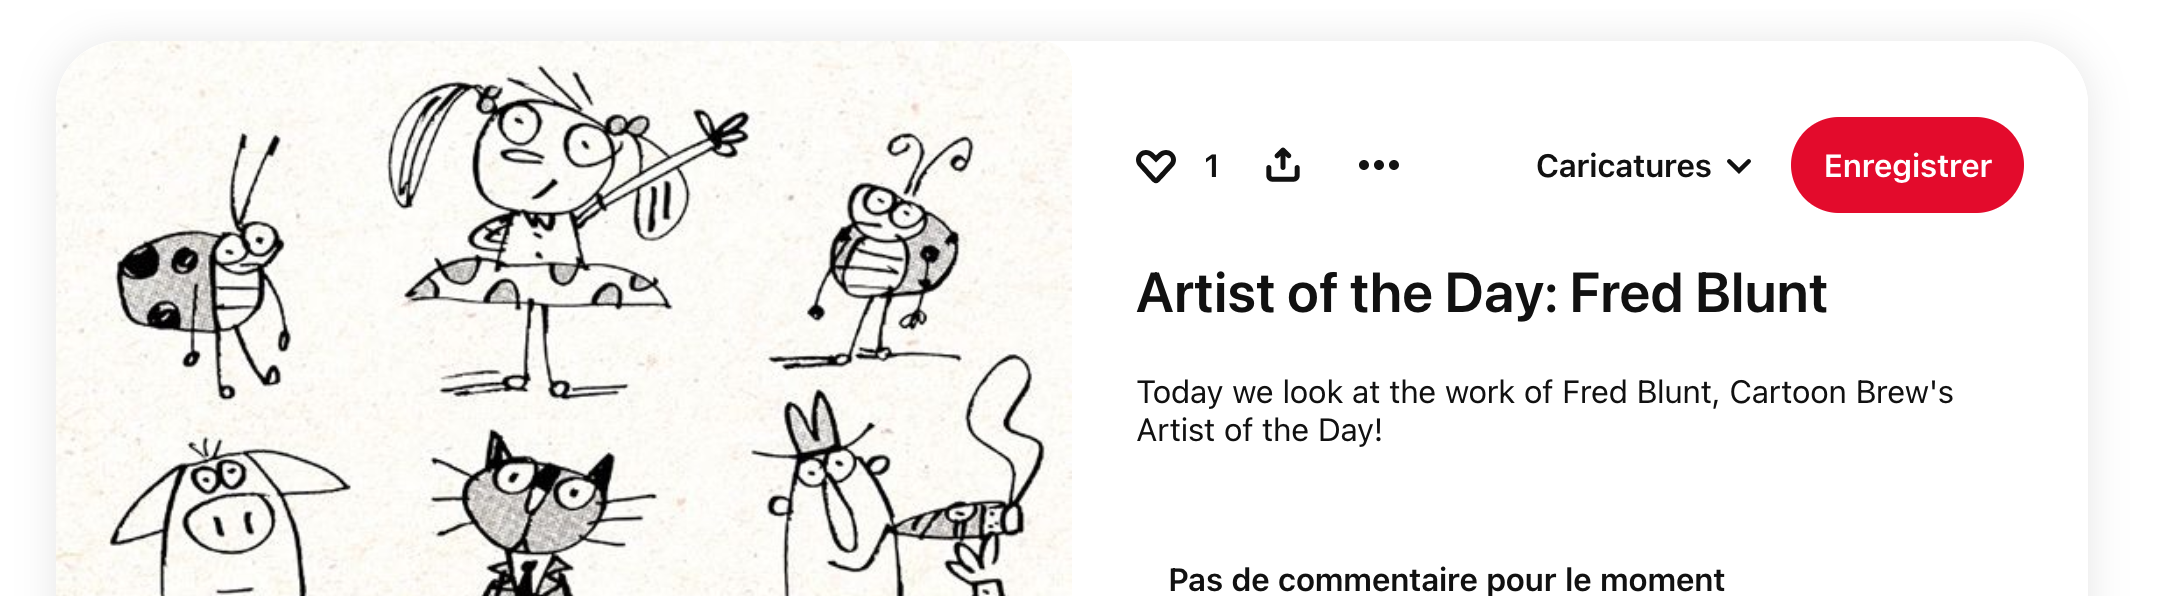 1
Caricatures
Enregistrer
Artist of the Day: Fred Blunt
Today we look at the work of Fred Blunt, Cartoon Brew's
Artist of the Day!
Pas de commentaire pour le moment